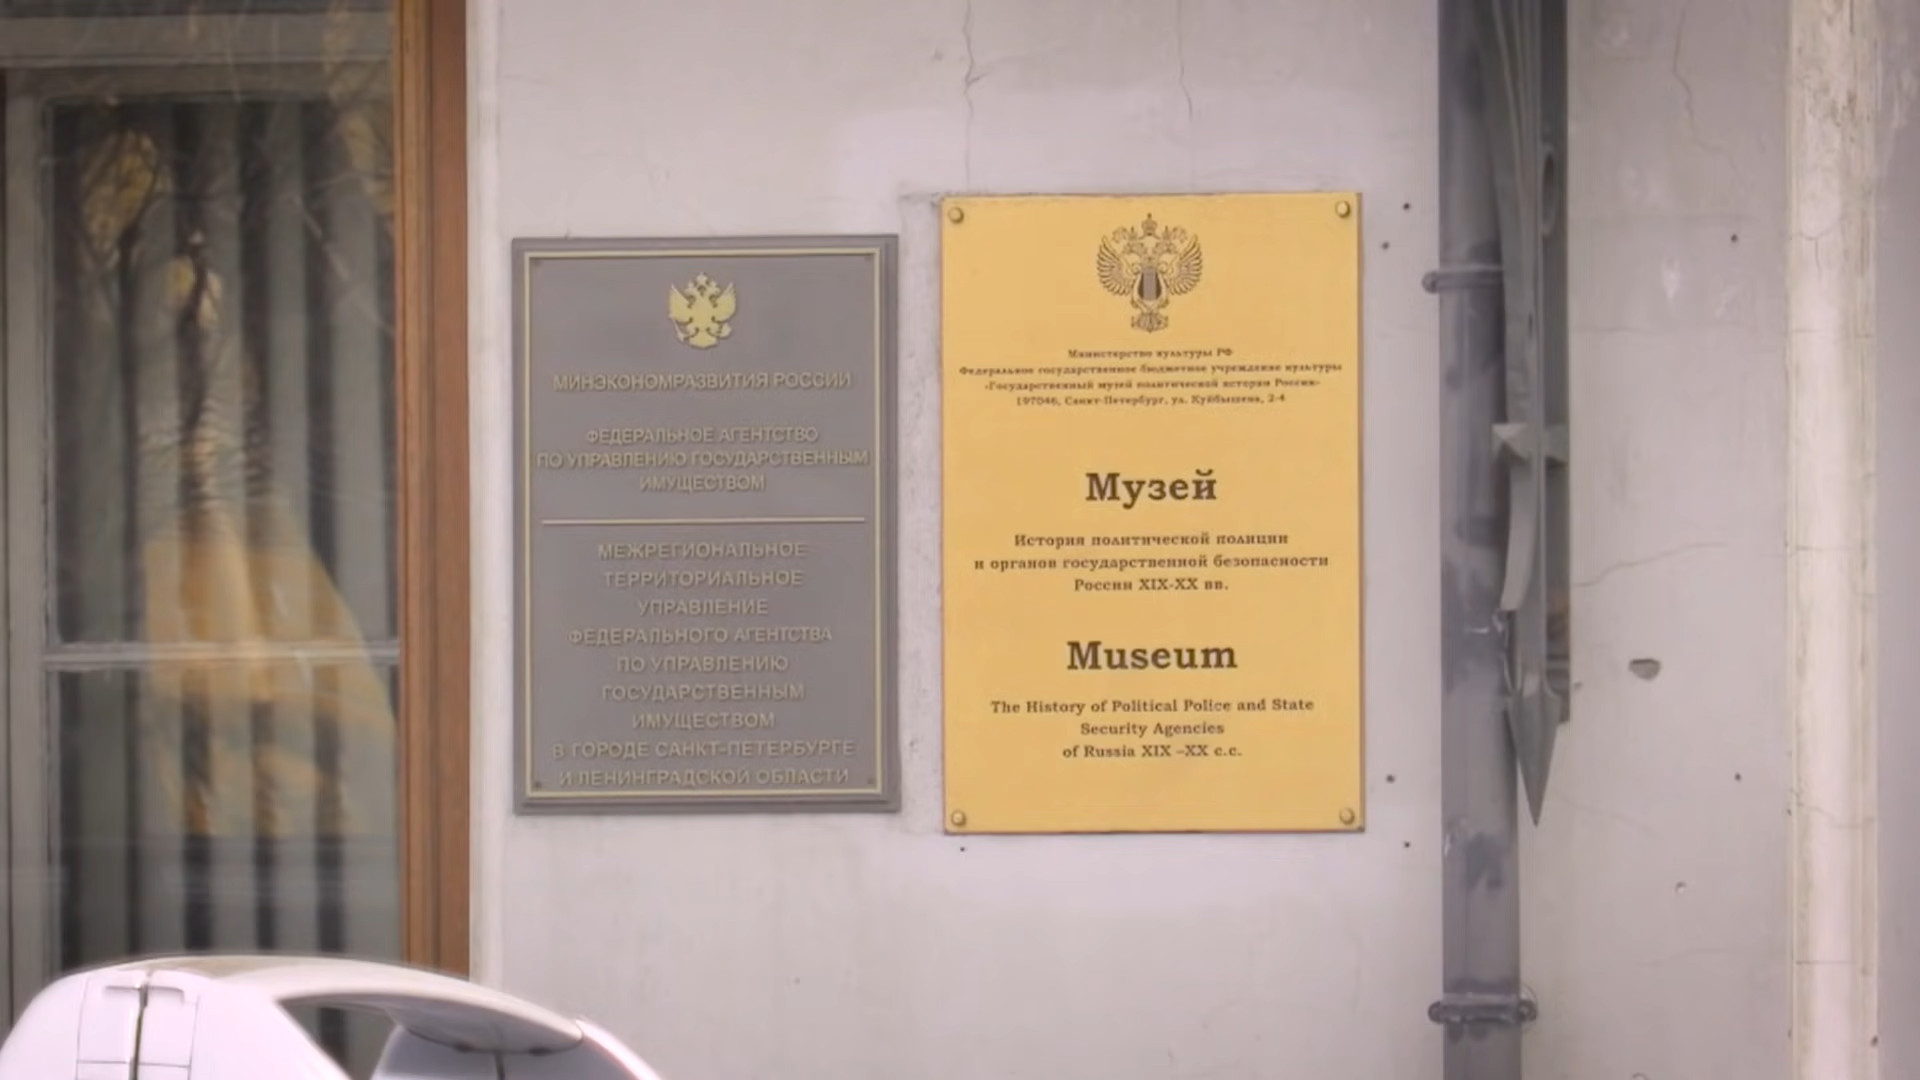 МИНЭКОНОМРАЗВИТИЯ РОССИИ
ФЕДЕРАЛЬНОЕ АГЕНТСТВО
ПО УПРАВЛЕНИЮ ГОСУДАРСТВЕННЫМ
ИМУЩЕСТВОМ
МЕЖРЕГИОНАЛЬНОЕ
ТЕРРИТОРИАЛЬНОЕ
УПРАВЛЕНИЕ
ФЕДЕРАЛЬНОГО АГЕНТСТВА
ПО УПРАВЛЕНИЮ
ГОСУДАРСТВЕННЫМ
ИМУЩЕСТВОМ
В ГОРОДЕ САНКТ-ПЕТЕРБУРГЕ
И ЛЕНИНГРАДСКОЙ ОБЛАСТИ
Министерство культуры РФ
Федеральное государственное бюджетное учреждение культуры
«Государственный музей политической истории России»
197046, Санкт-Петербург, ул. Куйбышева, 2-4
Музей
История политической полиции
и органов государственной безопасности
России XIX-XX вв.
Museum
The History of Political Police and State
Security Agencies
of Russia XIX –XX c.c.